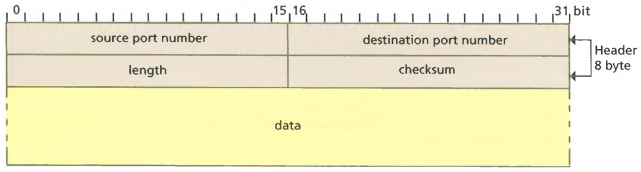 0 15 16 31 bit
source port number destination port number
Header
8 byte
length checksum
data